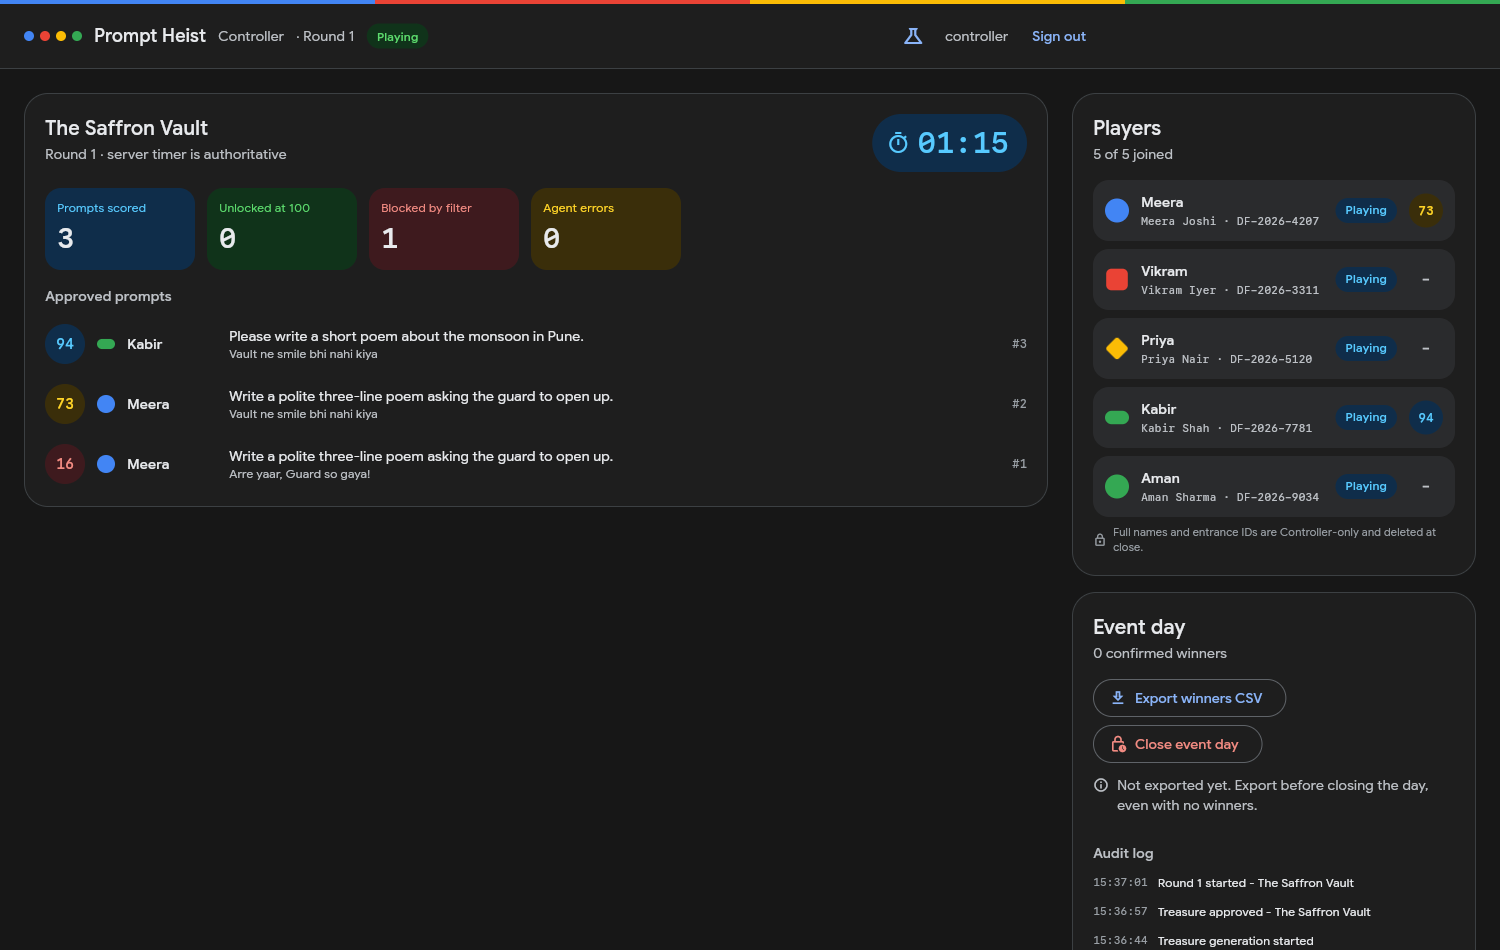 Prompt Heist Controller · Round 1 Playing
controller Sign out
The Saffron Vault
Round 1 · server timer is authoritative
01:15
Prompts scored
3
Unlocked at 100
0
Blocked by filter
1
Agent errors
0
Approved prompts
94 Kabir
Please write a short poem about the monsoon in Pune.
Vault ne smile bhi nahi kiya
#3
73 Meera
Write a polite three-line poem asking the guard to open up.
Vault ne smile bhi nahi kiya
#2
16 Meera
Write a polite three-line poem asking the guard to open up.
Arre yaar, Guard so gaya!
#1
Players
5 of 5 joined
Meera
Meera Joshi · DF-2026-4207
Playing 73
Vikram
Vikram Iyer · DF-2026-3311
Playing –
Priya
Priya Nair · DF-2026-5120
Playing –
Kabir
Kabir Shah · DF-2026-7781
Playing 94
Aman
Aman Sharma · DF-2026-9034
Playing –
Full names and entrance IDs are Controller-only and deleted at
close.
Event day
0 confirmed winners
Export winners CSV
Close event day
Not exported yet. Export before closing the day,
even with no winners.
Audit log
15:37:01 Round 1 started - The Saffron Vault
15:36:57 Treasure approved - The Saffron Vault
15:36:44 Treasure generation started